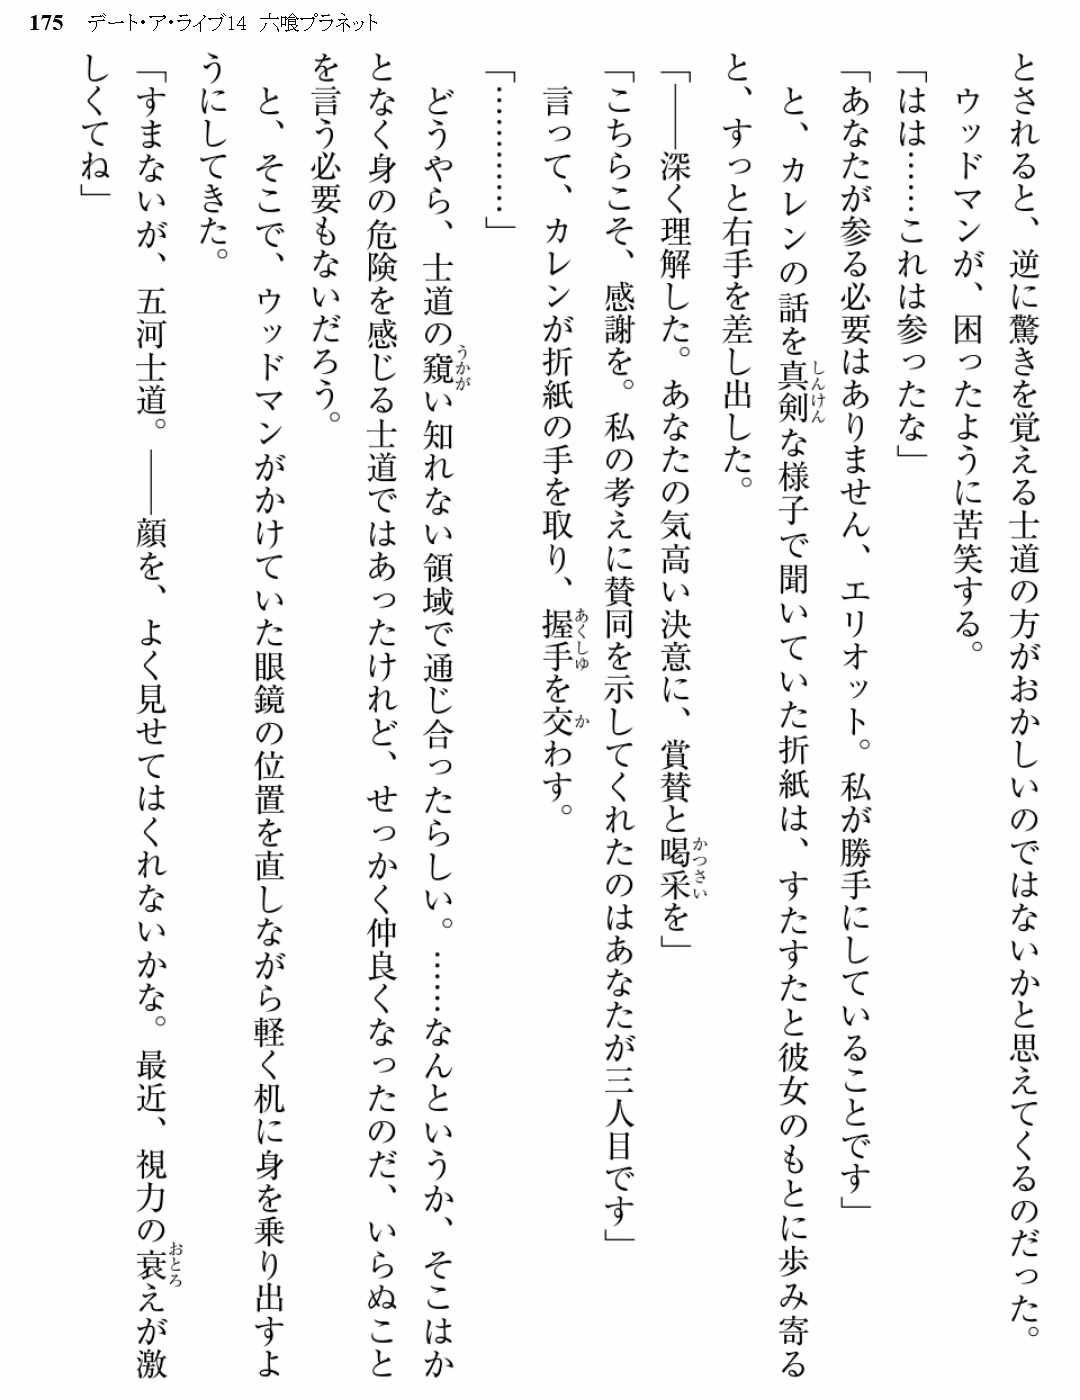 175 デート・ア・ライブ14 六喰プラネット
とされると、逆に驚きを覚える士道の方がおかしいのではないかと思えてくるのだった。
ウッドマンが、困ったように苦笑する。
「はは……これは参ったな」
「あなたが参る必要はありません、エリオット。私が勝手にしていることです」
と、カレンの話を真剣な様子で聞いていた折紙は、すたすたと彼女のもとに歩み寄る
しんけん
と、すっと右手を差し出した。
「――深く理解した。あなたの気高い決意に、賞賛と喝采を」
かっさい
「こちらこそ、感謝を。私の考えに賛同を示してくれたのはあなたが三人目です」
言って、カレンが折紙の手を取り、握手を交わす。
あくしゅ
か
「…………」
どうやら、士道の窺い知れない領域で通じ合ったらしい。……なんというか、そこはか
うかが
となく身の危険を感じる士道ではあったけれど、せっかく仲良くなったのだ、いらぬこと
を言う必要もないだろう。
と、そこで、ウッドマンがかけていた眼鏡の位置を直しながら軽く机に身を乗り出すよ
うにしてきた。
「すまないが、五河士道。――顔を、よく見せてはくれないかな。最近、視力の衰えが激
おとろ
しくてね」